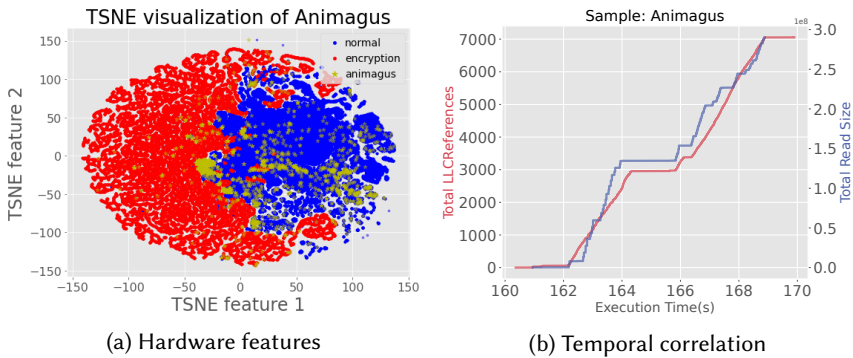 TSNE visualization of Animagus
normal
encryption
animagus
150
100
50
0
−50
−100
−150
TSNE feature 2
−150 −100 −50 0 50 100 150
TSNE feature 1
(a) Hardware features
Sample: Animagus
1e8
7000
6000
5000
4000
3000
2000
1000
0
Total LLCReferences
3.0
2.5
2.0
1.5
1.0
0.5
0.0
Total Read Size
160 162 164 166 168 170
Execution Time(s)
(b) Temporal correlation